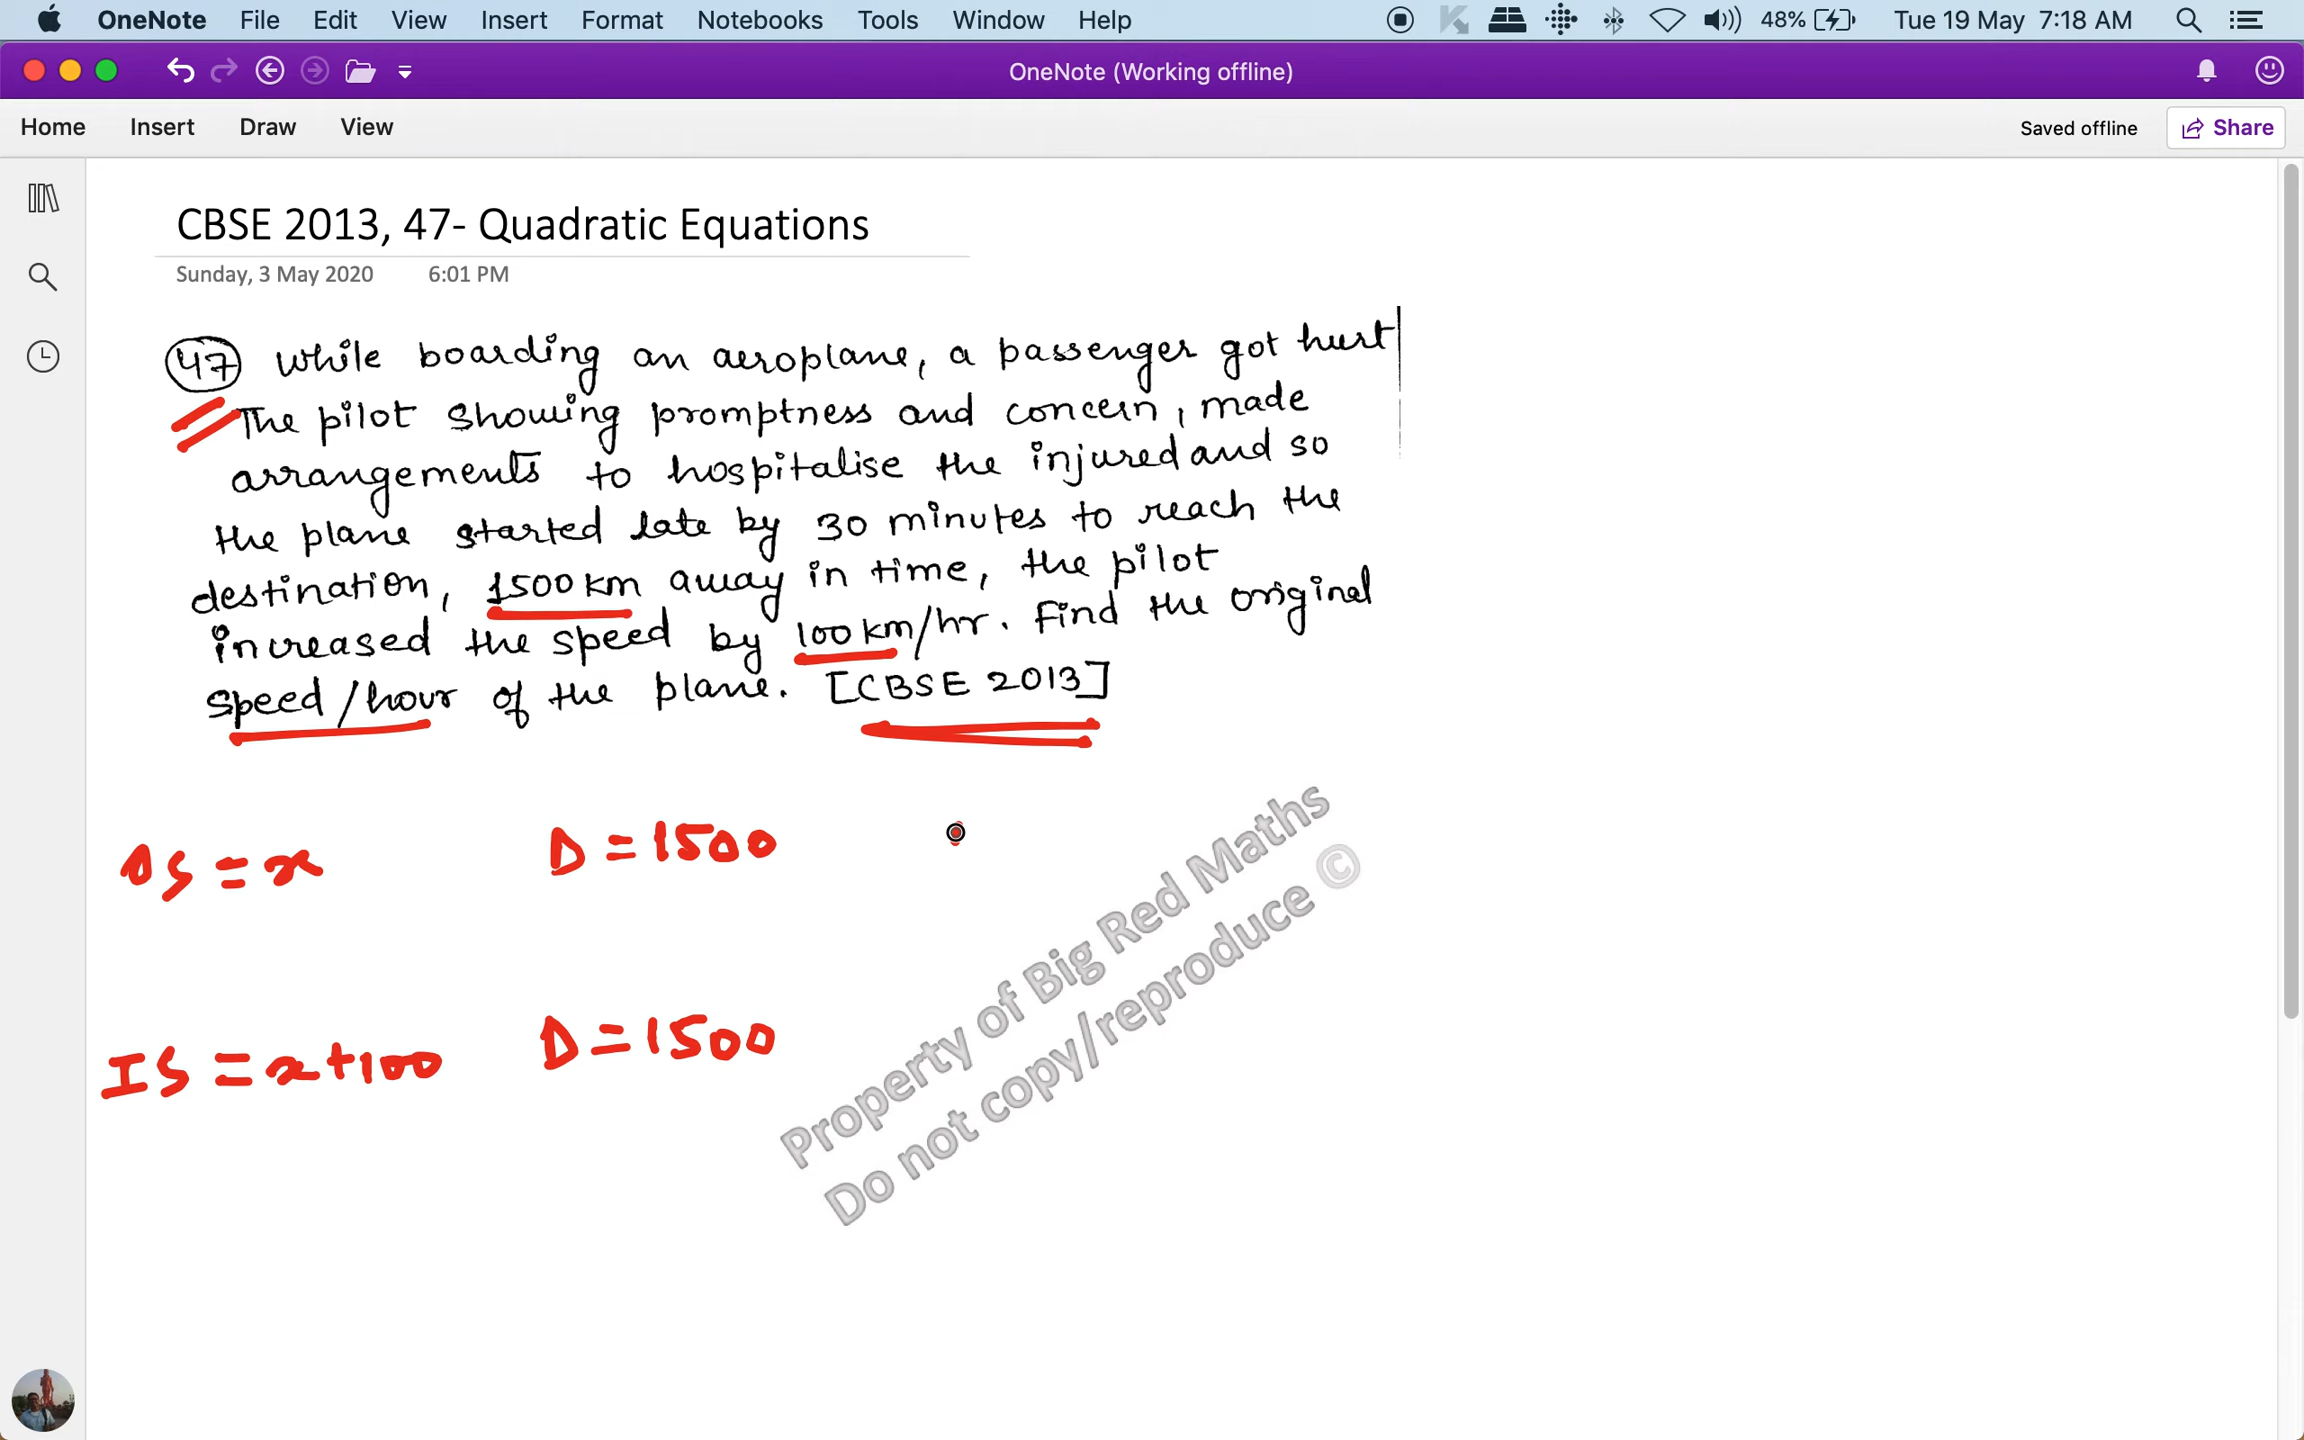 OneNote File Edit View Insert Format Notebooks Tools Window Help 48% Tue 19 May 7:18 AM
OneNote (Working offline)
Home Insert Draw View Saved offline Share
CBSE 2013, 47- Quadratic Equations
Sunday, 3 May 2020 6:01 PM
47 While boarding an aeroplane, a passenger got hurt
The pilot showing promptness and concern, made
arrangements to hospitalise the injured and so
the plane started late by 30 minutes to reach the
destination, 1500 km away in time, the pilot
increased the speed by 100 km/hr. Find the original
speed/hour of the plane. [CBSE 2013]
OS = x D = 1500
IS = x+100 D = 1500
Property of Big Red Maths
Do not copy/reproduce ©